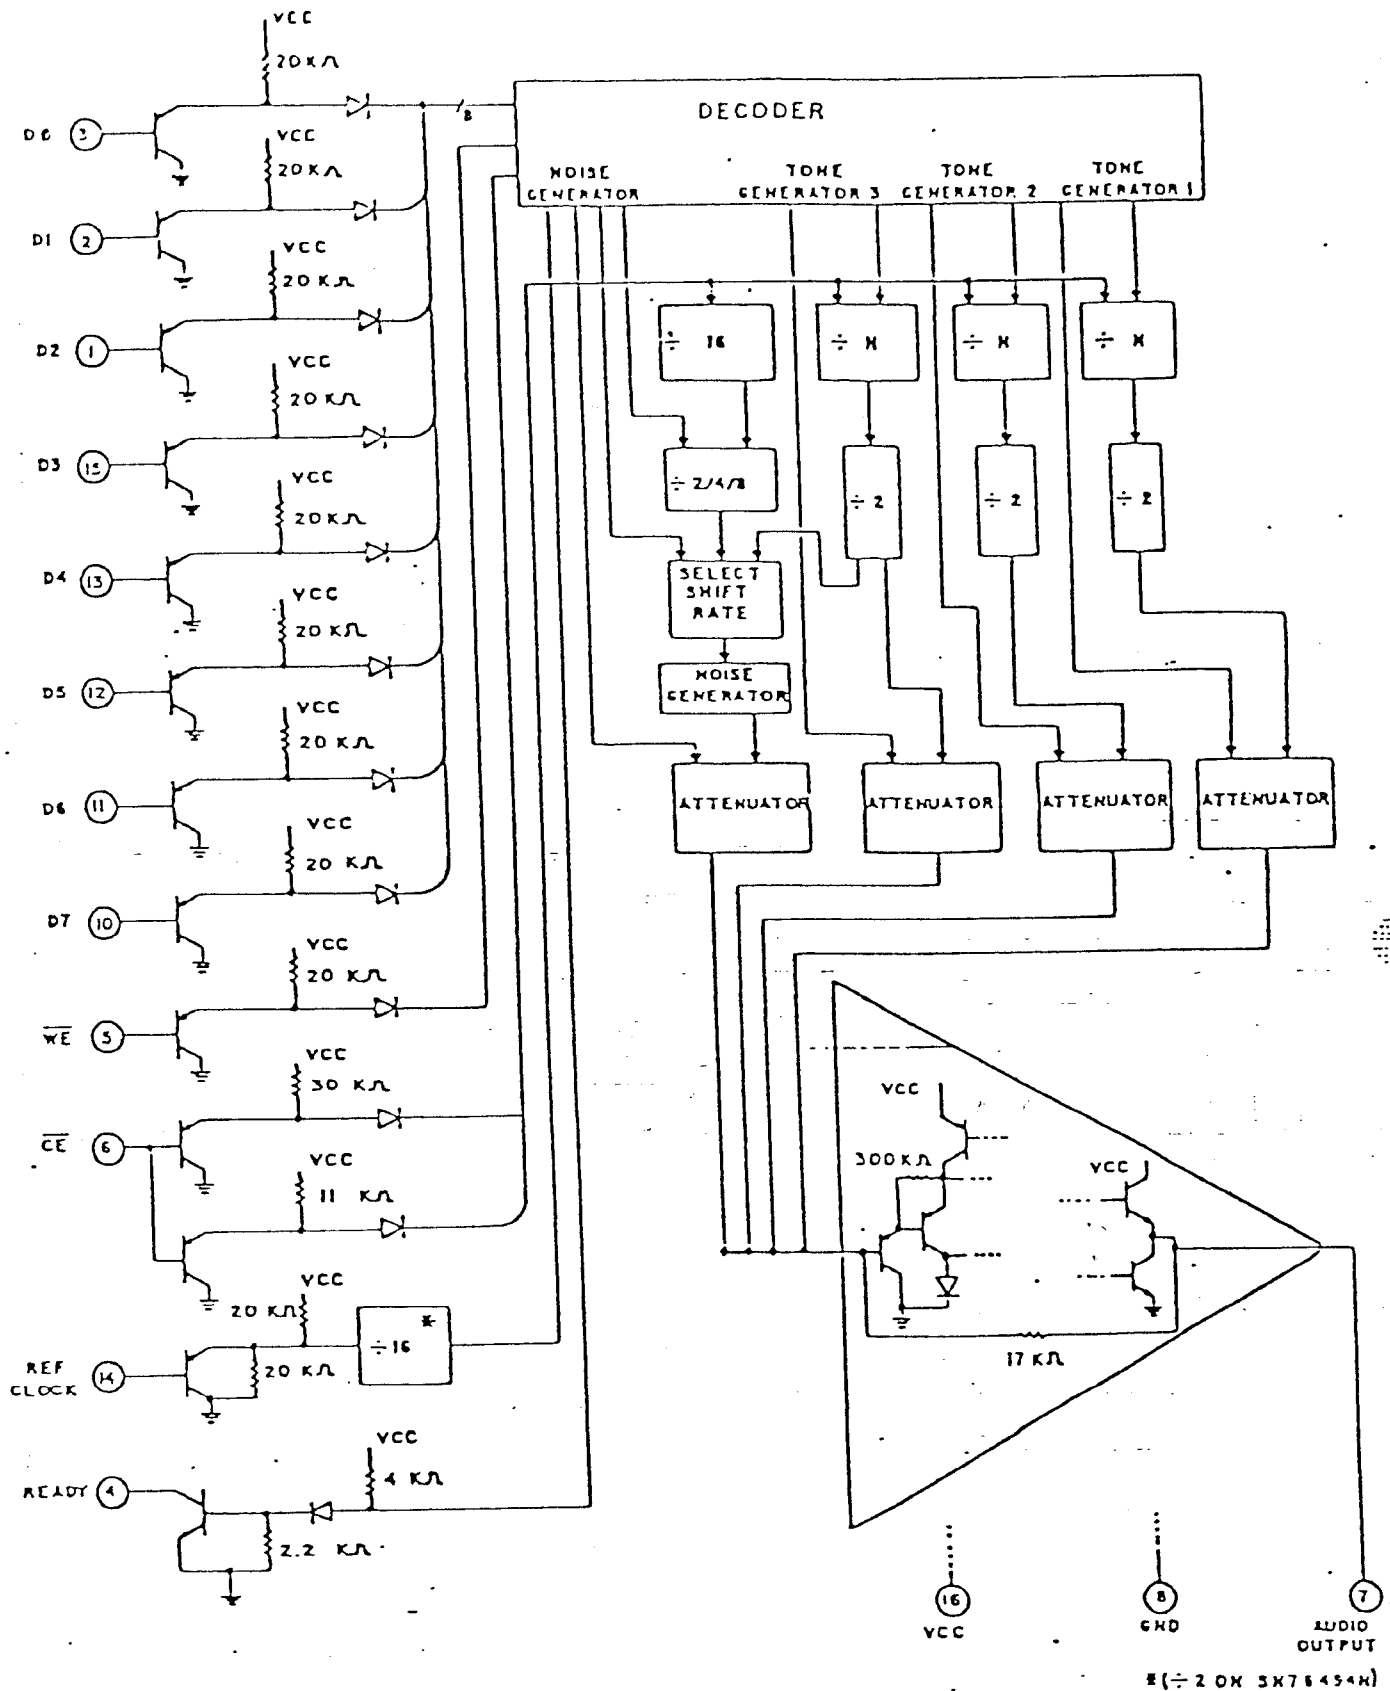 VCC
20 KΩ
D0 3
DECODER
8
VCC
20 KΩ
NOISE GENERATOR
TONE GENERATOR 3
TONE GENERATOR 2
TONE GENERATOR 1
D1 2
VCC
20 KΩ
D2 1
÷ 16
÷ N
÷ N
÷ N
VCC
20 KΩ
D3 15
÷ 2/4/8
÷ 2
÷ 2
÷ 2
VCC
20 KΩ
D4 13
SELECT
SHIFT
RATE
VCC
20 KΩ
D5 12
NOISE
GENERATOR
VCC
20 KΩ
D6 11
ATTENUATOR
ATTENUATOR
ATTENUATOR
ATTENUATOR
VCC
20 KΩ
D7 10
VCC
20 KΩ
WE 5
VCC
30 KΩ
CE 6
VCC
11 KΩ
VCC
300 KΩ
VCC
17 KΩ
VCC
20 KΩ
÷ 16 *
20 KΩ
REF
CLOCK 14
VCC
4 KΩ
READY 4
2.2 KΩ
16
VCC
8
GND
7
AUDIO
OUTPUT
*(÷ 2 ON SN76454N)